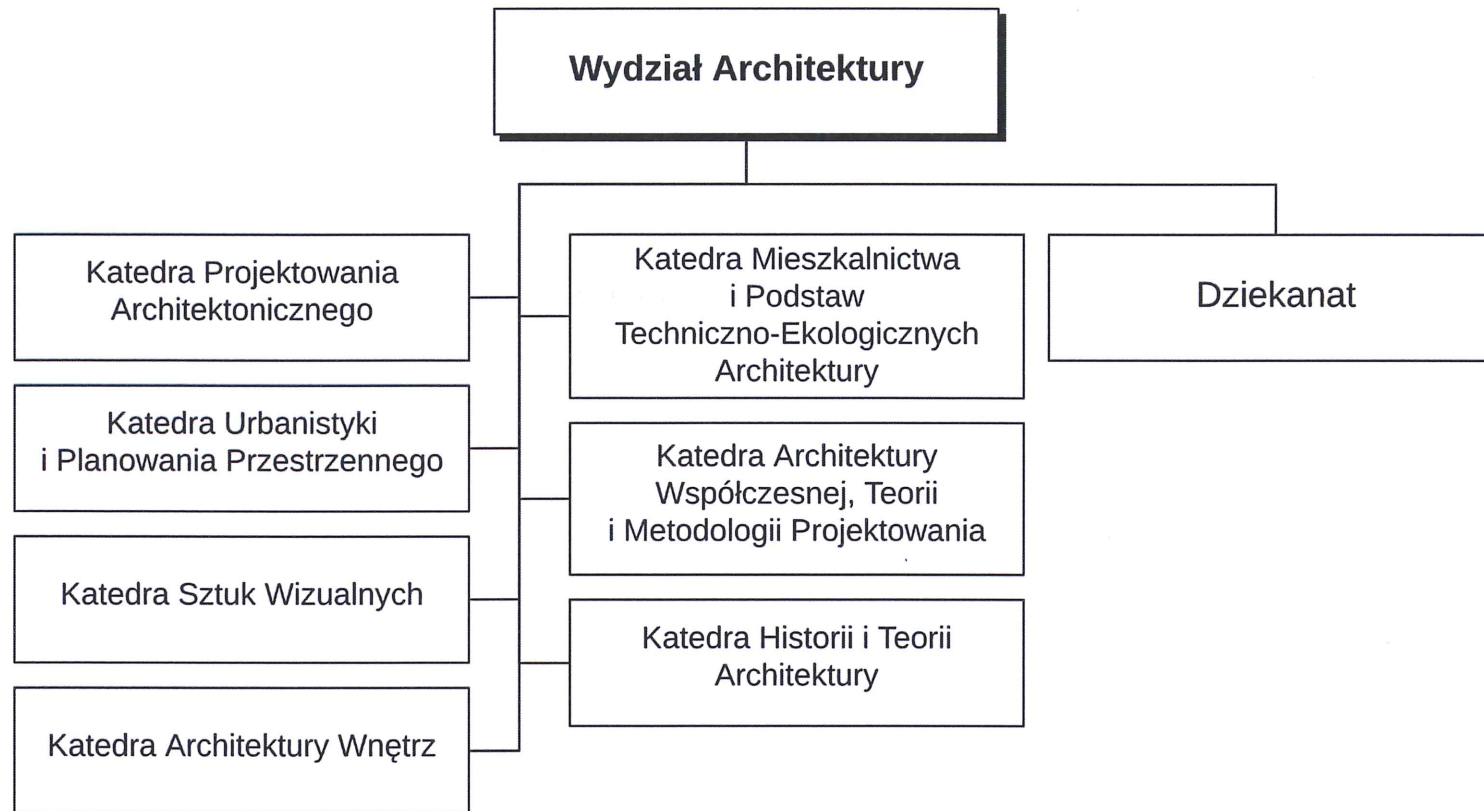 Wydział Architektury
Katedra Projektowania
Architektonicznego
Katedra Urbanistyki
i Planowania Przestrzennego
Katedra Sztuk Wizualnych
Katedra Architektury Wnętrz
Katedra Mieszkalnictwa
i Podstaw
Techniczno-Ekologicznych
Architektury
Katedra Architektury
Współczesnej, Teorii
i Metodologii Projektowania
Katedra Historii i Teorii
Architektury
Dziekanat